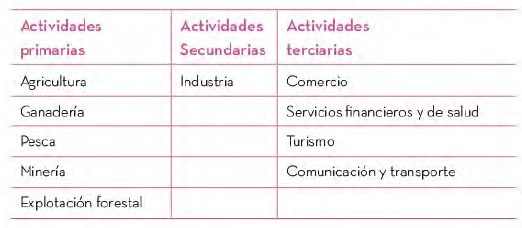 Actividades primarias
Actividades Secundarias
Actividades terciarias
Agricultura
Industria
Comercio
Ganadería
Servicios financieros y de salud
Pesca
Turismo
Minería
Comunicación y transporte
Explotación forestal